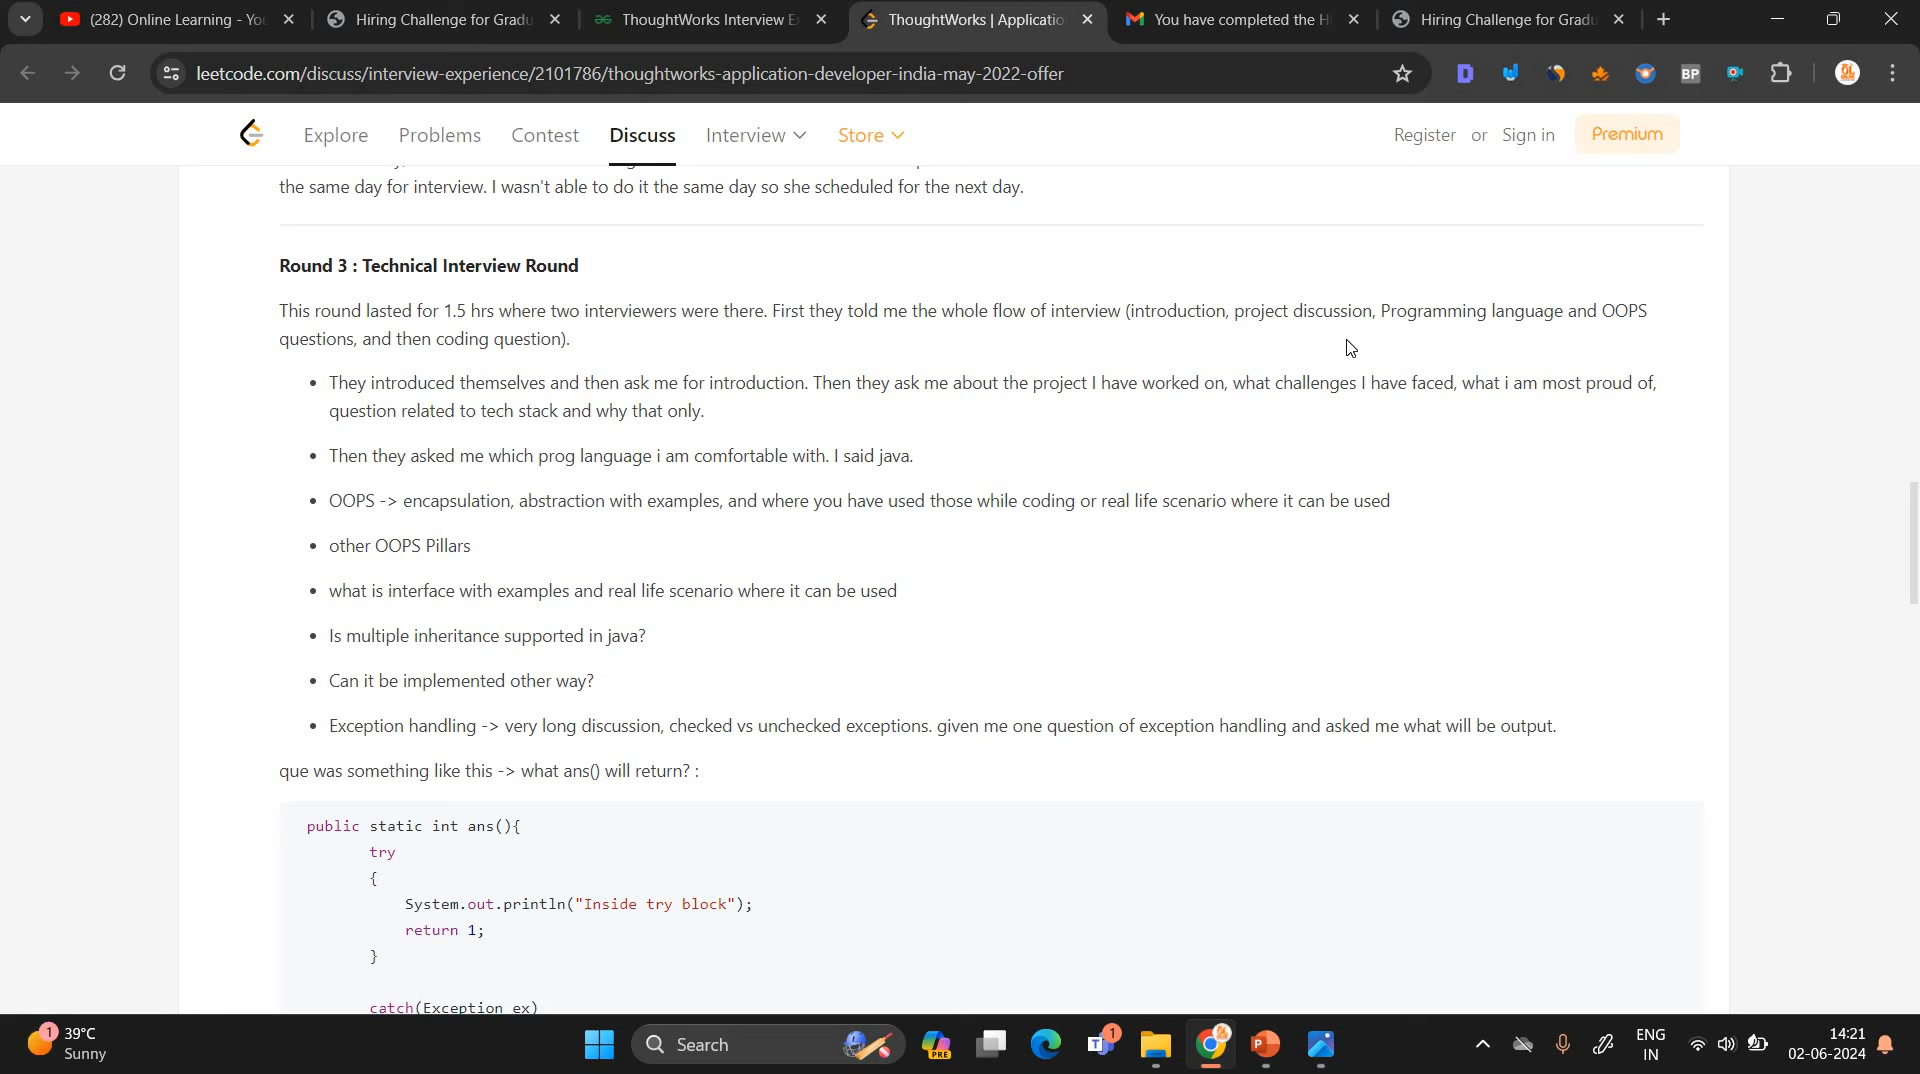 (282) Online Learning - Yo
Hiring Challenge for Gradu
ThoughtWorks Interview E
ThoughtWorks | Applicatio
You have completed the H
Hiring Challenge for Gradu
leetcode.com/discuss/interview-experience/2101786/thoughtworks-application-developer-india-may-2022-offer
BP
Explore Problems Contest Discuss Interview Store
Register or Sign in Premium
the same day for interview. I wasn't able to do it the same day so she scheduled for the next day.
Round 3 : Technical Interview Round
This round lasted for 1.5 hrs where two interviewers were there. First they told me the whole flow of interview (introduction, project discussion, Programming language and OOPS
questions, and then coding question).
• They introduced themselves and then ask me for introduction. Then they ask me about the project I have worked on, what challenges I have faced, what i am most proud of,
question related to tech stack and why that only.
• Then they asked me which prog language i am comfortable with. I said java.
• OOPS -> encapsulation, abstraction with examples, and where you have used those while coding or real life scenario where it can be used
• other OOPS Pillars
• what is interface with examples and real life scenario where it can be used
• Is multiple inheritance supported in java?
• Can it be implemented other way?
• Exception handling -> very long discussion, checked vs unchecked exceptions. given me one question of exception handling and asked me what will be output.
que was something like this -> what ans() will return? :
public static int ans(){
try
{
System.out.println("Inside try block");
return 1;
}
catch(Exception ex)
1
39°C
Sunny
Search
PRE
1
ENG
IN
14:21
02-06-2024